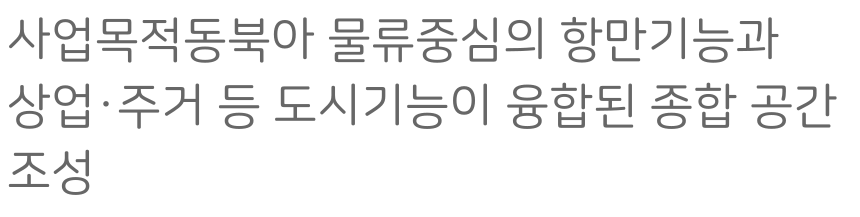 사업목적동북아 물류중심의 항만기능과
상업·주거 등 도시기능이 융합된 종합 공간
조성